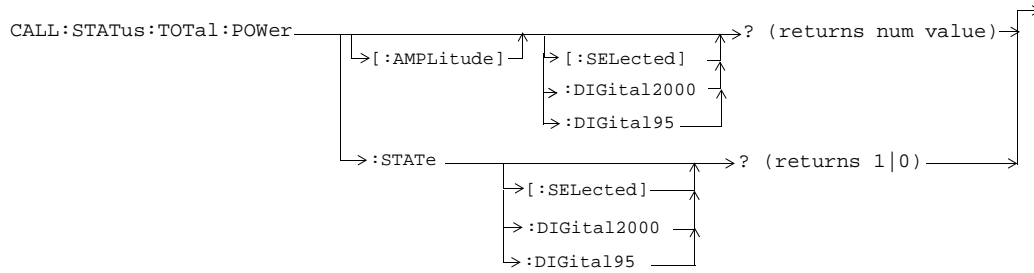 CALL:STATus:TOTal:POWer ? (returns num value)
[:AMPLitude] [:SELected]
:DIGital2000
:DIGital95
:STATe ? (returns 1|0)
[:SELected]
:DIGital2000
:DIGital95